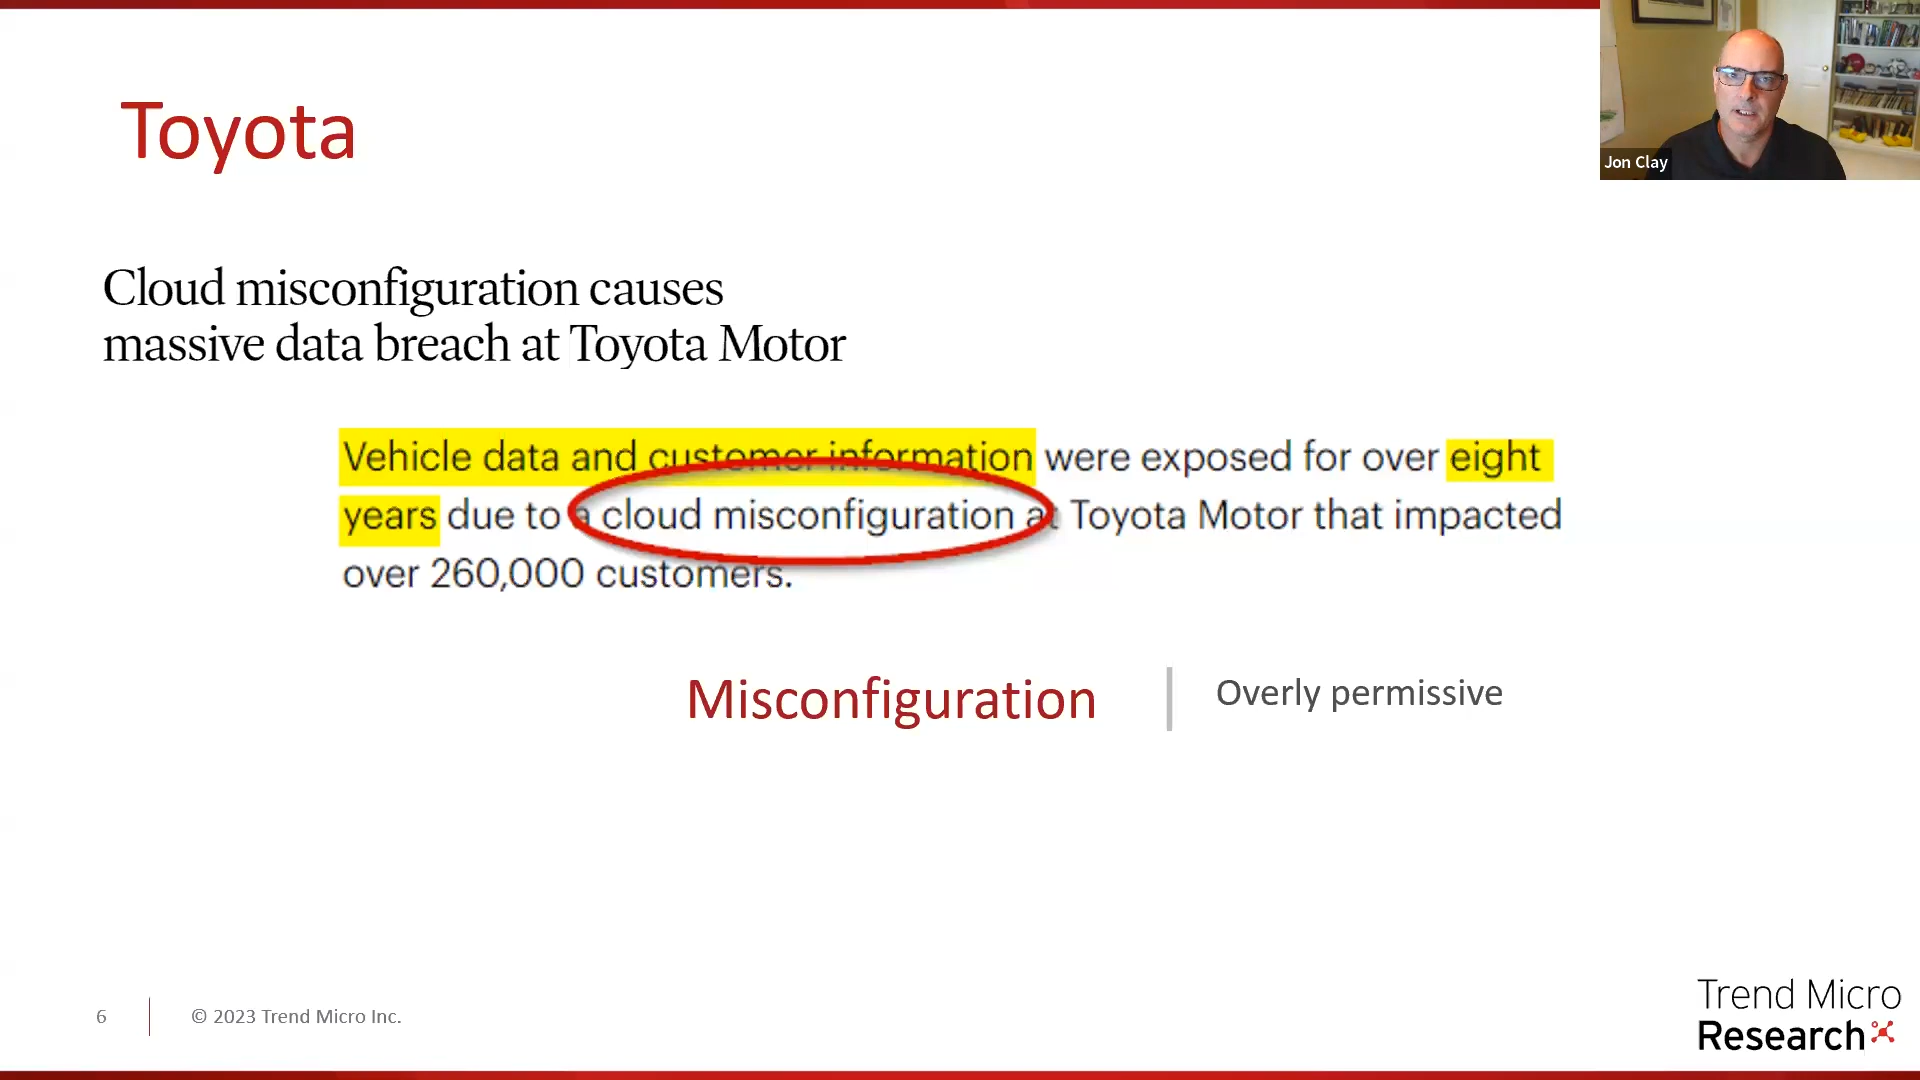 Toyota
Jon Clay
Cloud misconfiguration causes
massive data breach at Toyota Motor
Vehicle data and customer information were exposed for over eight
years due to a cloud misconfiguration at Toyota Motor that impacted
over 260,000 customers.
Misconfiguration
Overly permissive
6
© 2023 Trend Micro Inc.
Trend Micro
Research